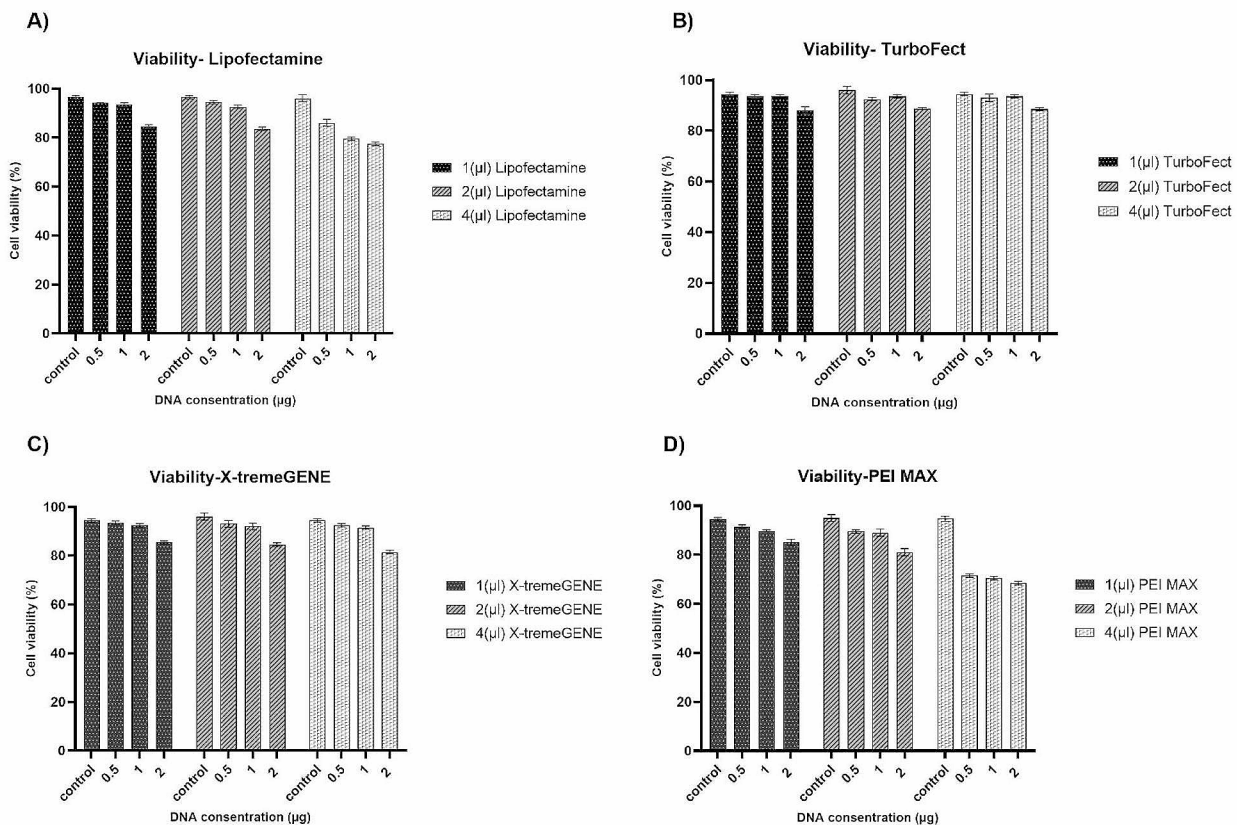 A)
Viability- Lipofectamine
Cell viability (%)
100
80
60
40
20
0
control 0.5 1 2 control 0.5 1 2 control 0.5 1 2
DNA consentration (µg)
1(µl) Lipofectamine
2(µl) Lipofectamine
4(µl) Lipofectamine
B)
Viability- TurboFect
Cell viability (%)
100
80
60
40
20
0
control 0.5 1 2 control 0.5 1 2 control 0.5 1 2
DNA consentration (µg)
1(µl) TurboFect
2(µl) TurboFect
4(µl) TurboFect
C)
Viability-X-tremeGENE
Cell viability (%)
100
80
60
40
20
0
control 0.5 1 2 control 0.5 1 2 control 0.5 1 2
DNA consentration (µg)
1(µl) X-tremeGENE
2(µl) X-tremeGENE
4(µl) X-tremeGENE
D)
Viability-PEI MAX
Cell viability (%)
100
80
60
40
20
0
control 0.5 1 2 control 0.5 1 2 control 0.5 1 2
DNA consentration (µg)
1(µl) PEI MAX
2(µl) PEI MAX
4(µl) PEI MAX